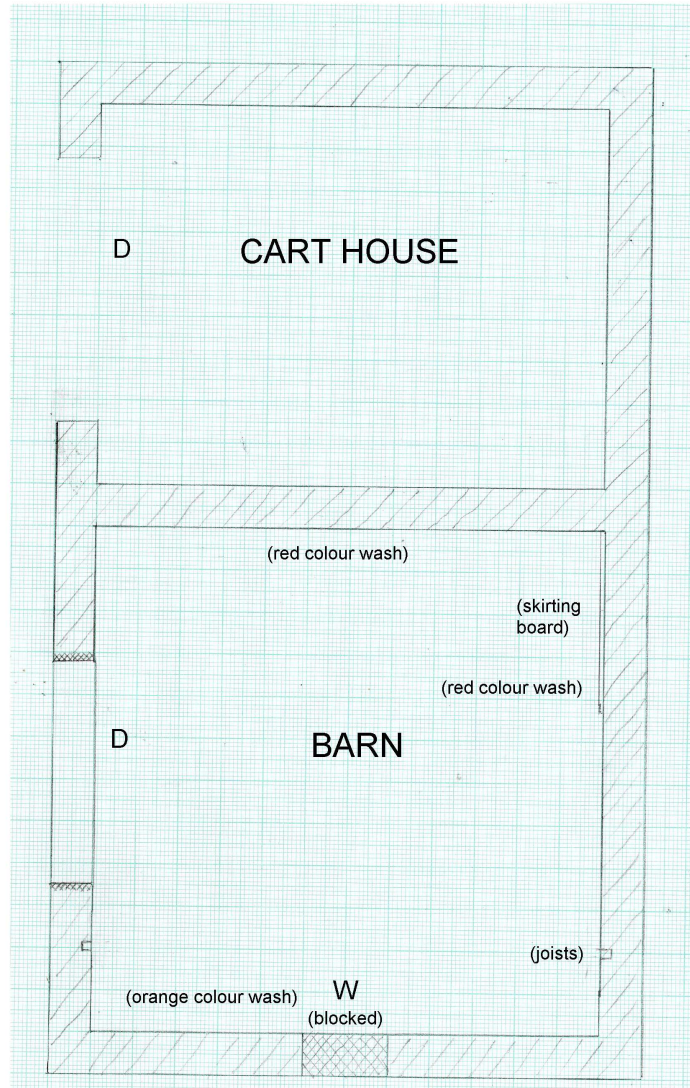 D
CART HOUSE
(red colour wash)
(skirting
board)
(red colour wash)
D
BARN
(joists)
(orange colour wash)
W
(blocked)